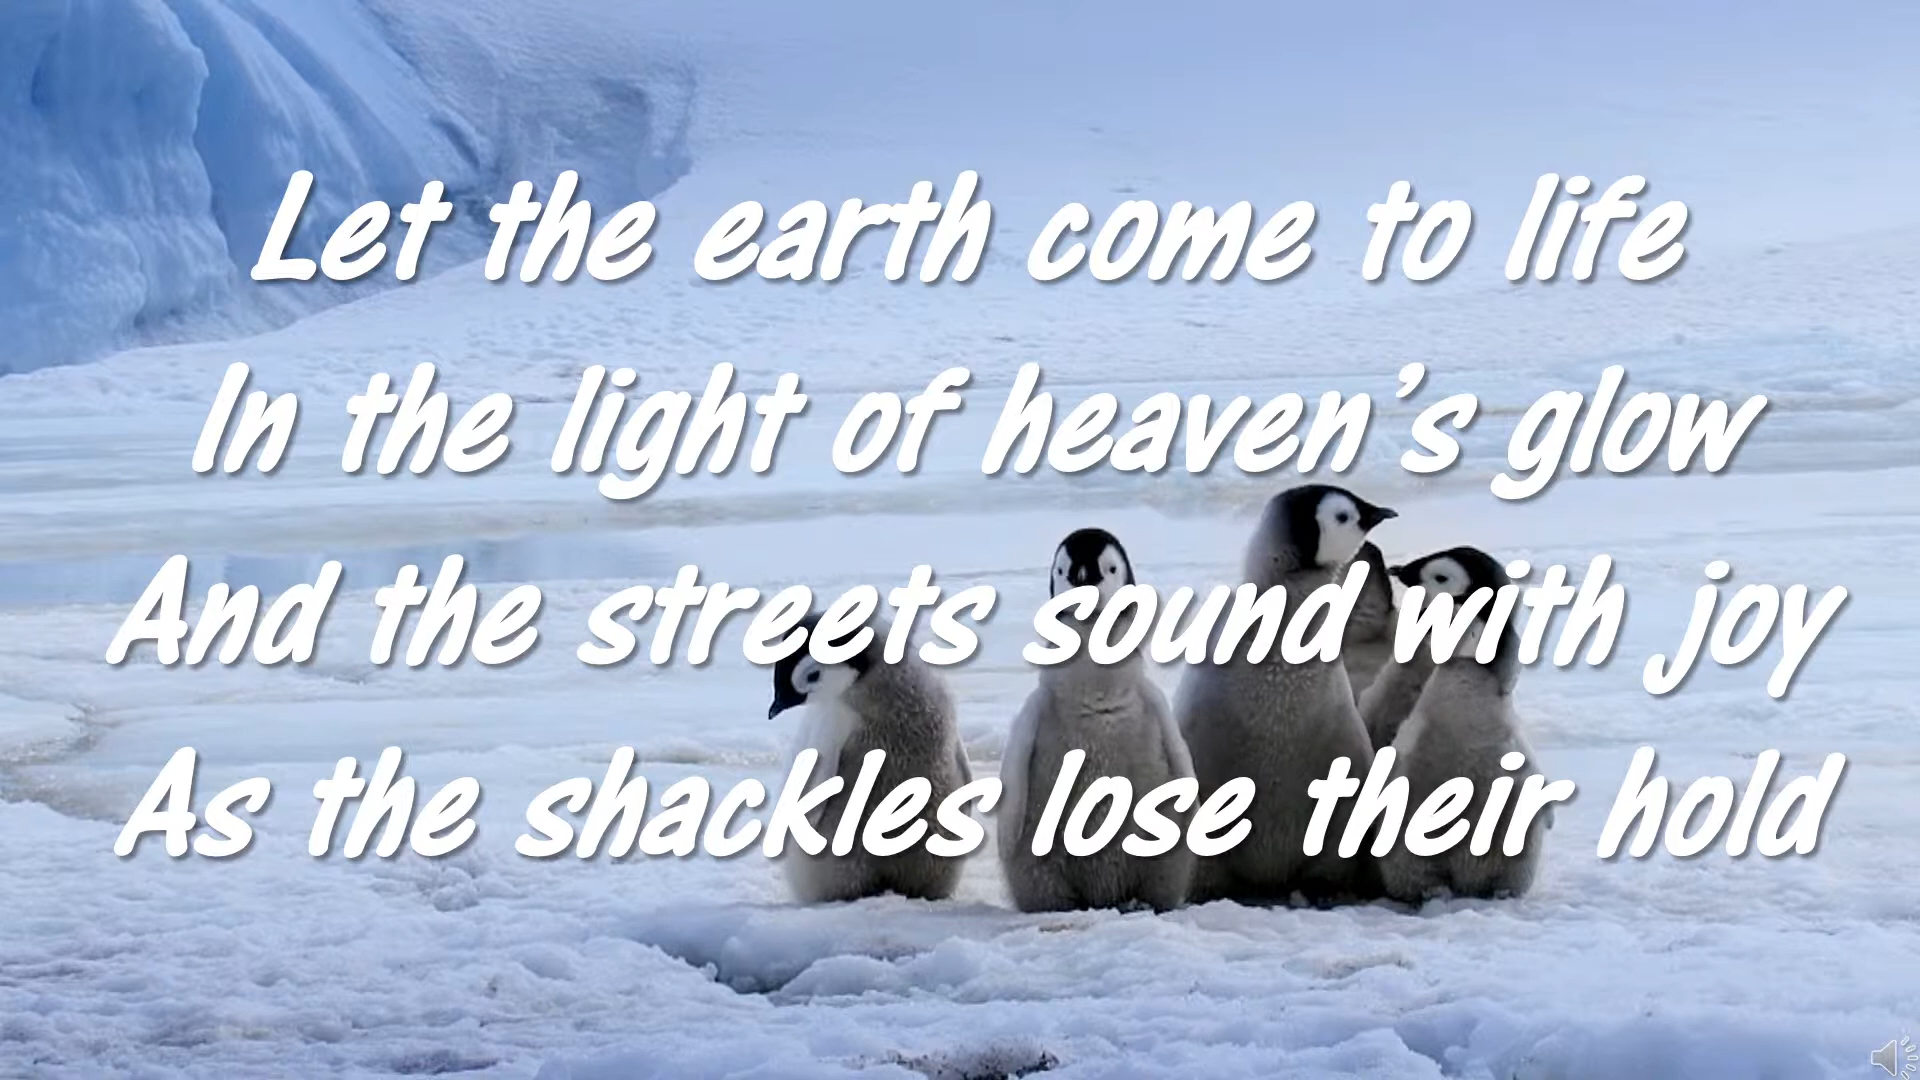 Let the earth come to life
In the light of heaven’s glow
And the streets sound with joy
As the shackles lose their hold